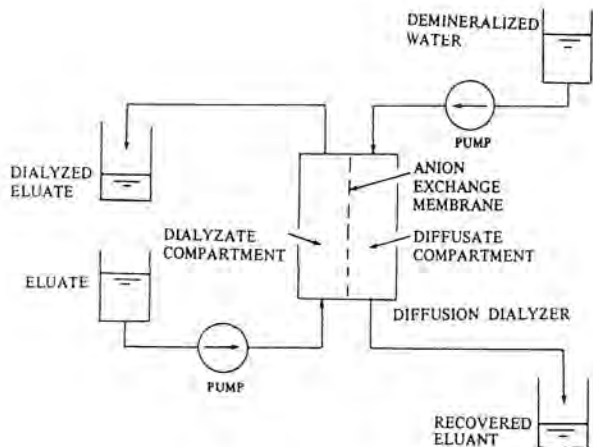 DEMINERALIZED
WATER
PUMP
DIALYZED
ELUATE
ANION
EXCHANGE
MEMBRANE
DIALYZATE
COMPARTMENT
DIFFUSATE
COMPARTMENT
ELUATE
DIFFUSION DIALYZER
PUMP
RECOVERED
ELUANT